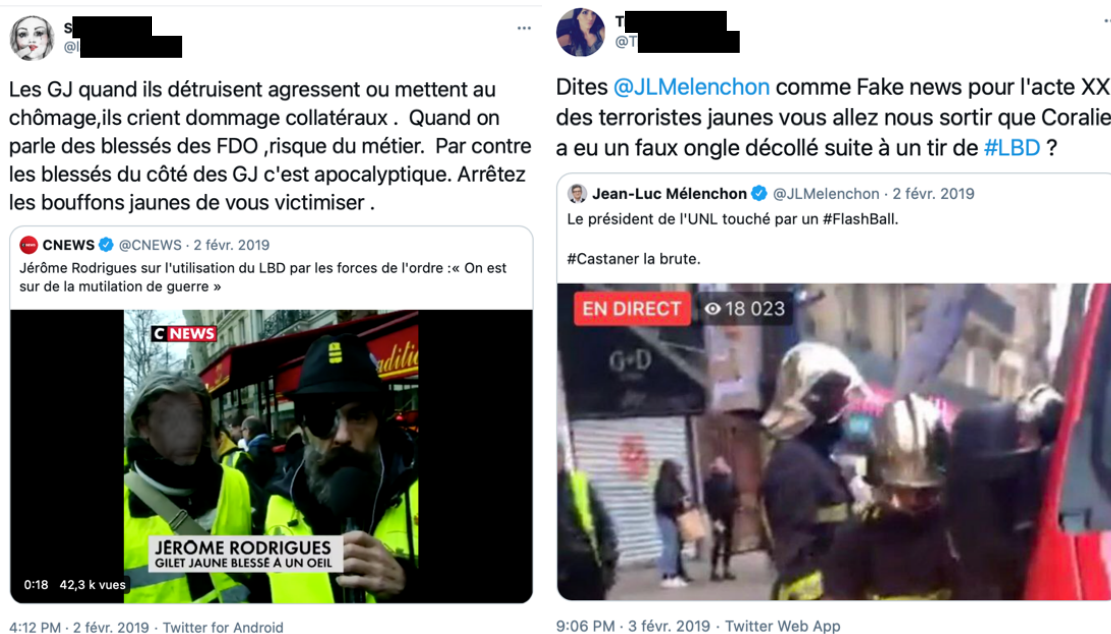 S
@I
Les GJ quand ils détruisent agressent ou mettent au
chômage,ils crient dommage collatéraux . Quand on
parle des blessés des FDO ,risque du métier. Par contre
les blessés du côté des GJ c'est apocalyptique. Arrêtez
les bouffons jaunes de vous victimiser .
CNEWS @CNEWS · 2 févr. 2019
Jérôme Rodrigues sur l'utilisation du LBD par les forces de l'ordre :« On est
sur de la mutilation de guerre »
CNEWS
JÉRÔME RODRIGUES
GILET JAUNE BLESSÉ A UN OEIL
0:18 42,3 k vues
4:12 PM · 2 févr. 2019 · Twitter for Android
T
@T
Dites @JLMelenchon comme Fake news pour l'acte XX
des terroristes jaunes vous allez nous sortir que Coralie
a eu un faux ongle décollé suite à un tir de #LBD ?
Jean-Luc Mélenchon @JLMelenchon · 2 févr. 2019
Le président de l'UNL touché par un #FlashBall.
#Castaner la brute.
EN DIRECT 18 023
G D
9:06 PM · 3 févr. 2019 · Twitter Web App